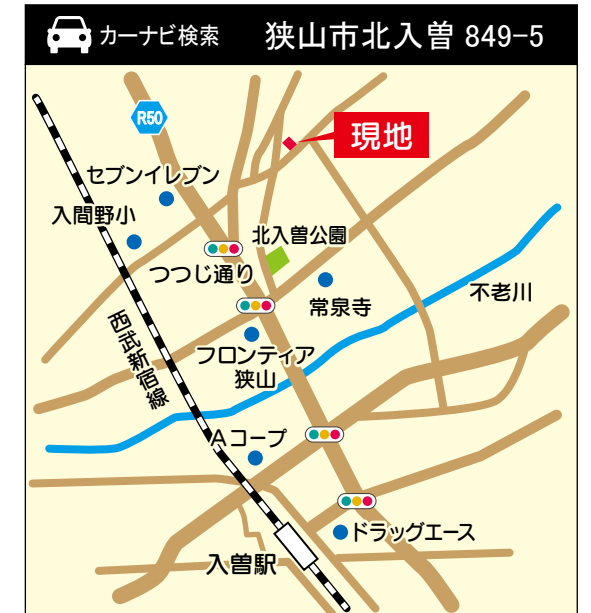 カーナビ検索 狭山市北入曽 849-5
R50
現地
セブンイレブン
入間野小
北入曽公園
つつじ通り
常泉寺
不老川
西武新宿線
フロンティア
狭山
Aコープ
ドラッグエース
入曽駅